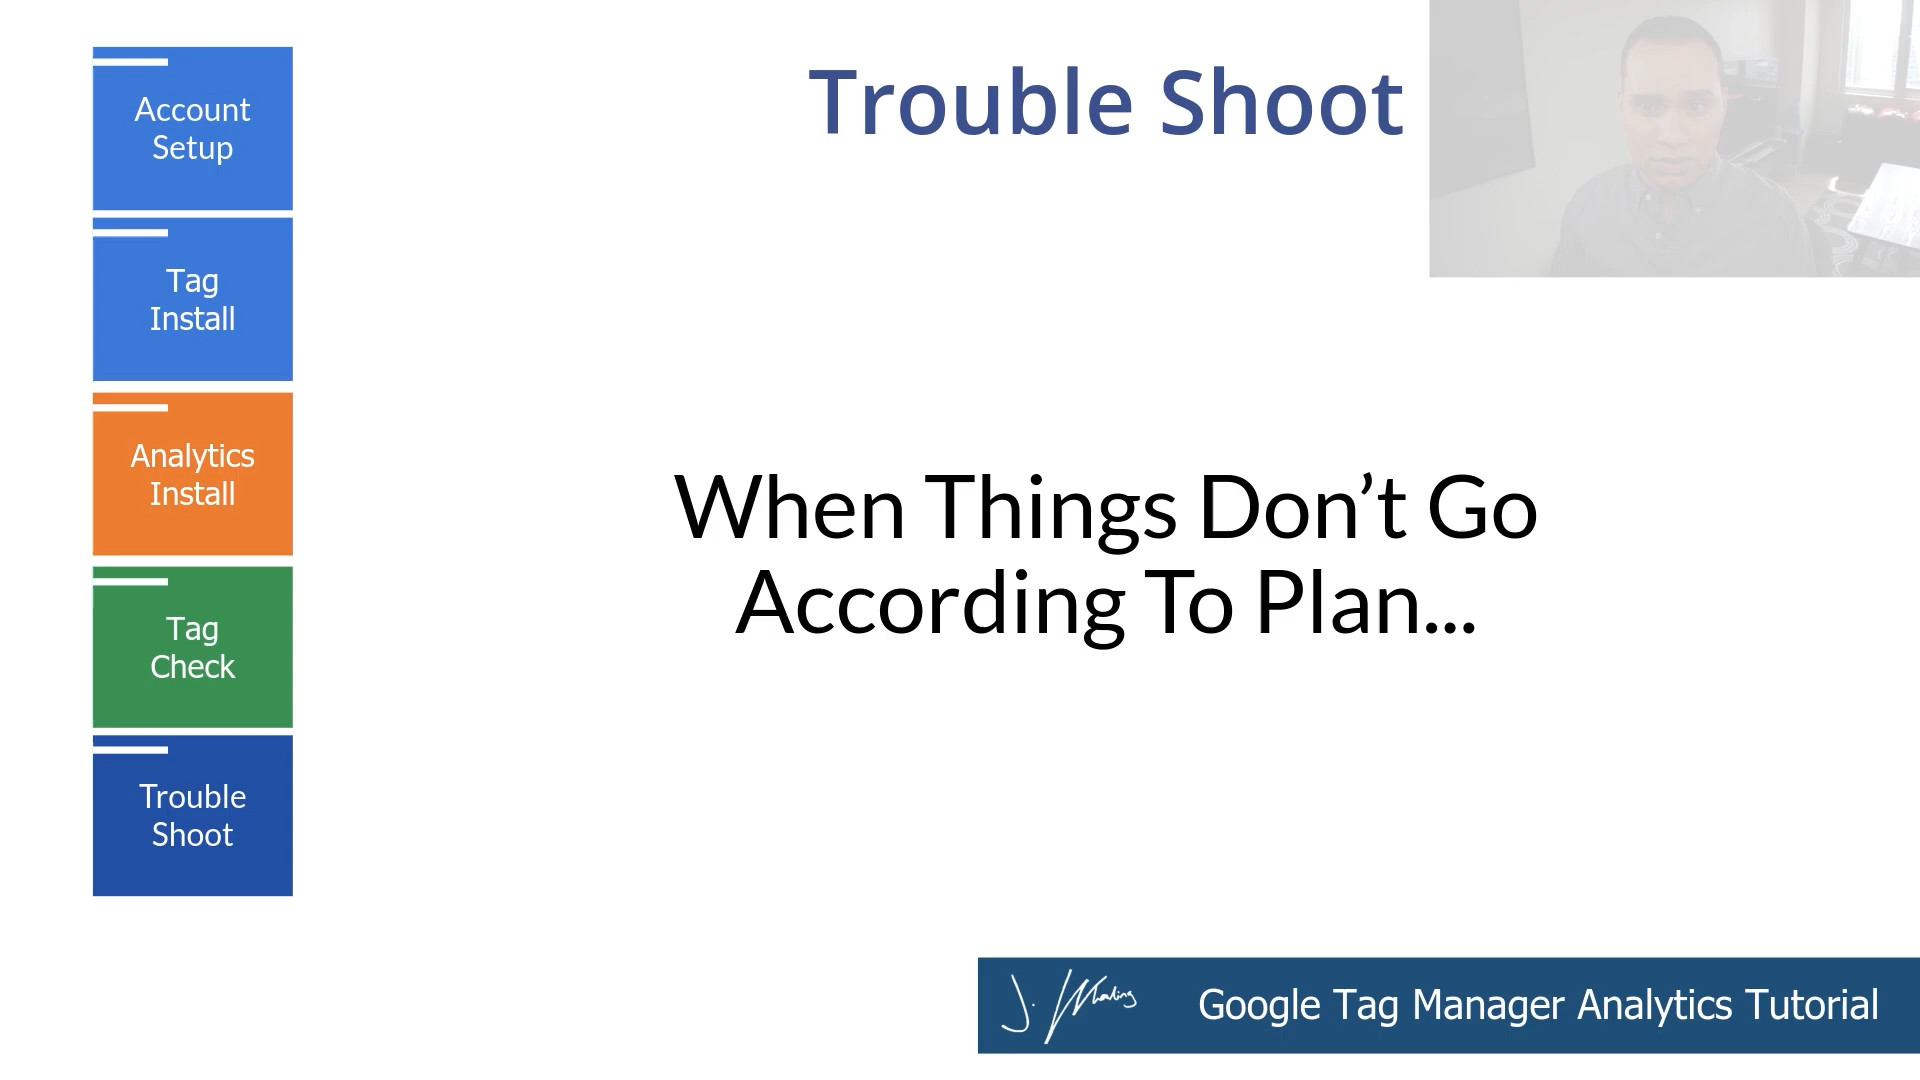 Account
Setup
Tag
Install
Analytics
Install
Tag
Check
Trouble
Shoot
Trouble Shoot
When Things Don’t Go
According To Plan...
Google Tag Manager Analytics Tutorial